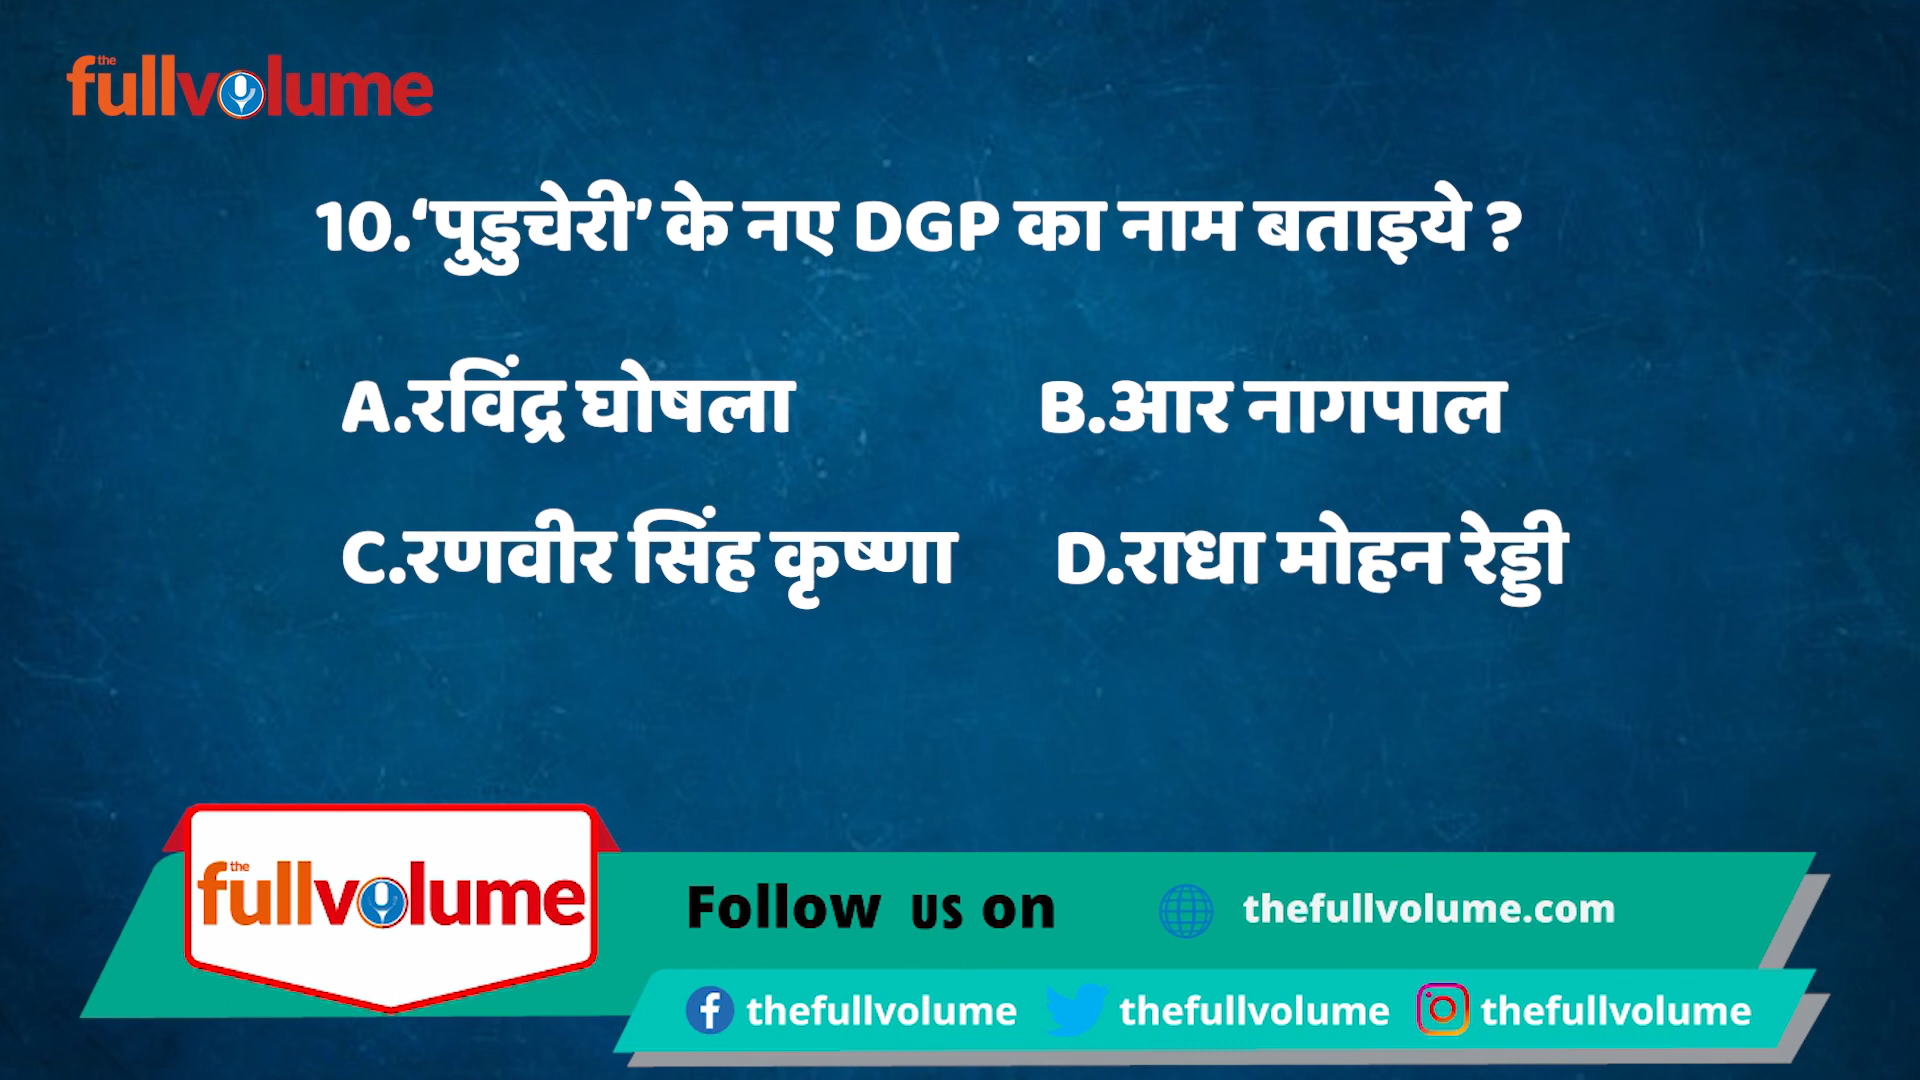 the
fullvolume
10.‘पुडुचेरी’ के नए DGP का नाम बताइये ?
A.रविंद्र घोषला
B.आर नागपाल
C.रणवीर सिंह कृष्णा
D.राधा मोहन रेड्डी
the
fullvolume
Follow us on
thefullvolume.com
thefullvolume
thefullvolume
thefullvolume